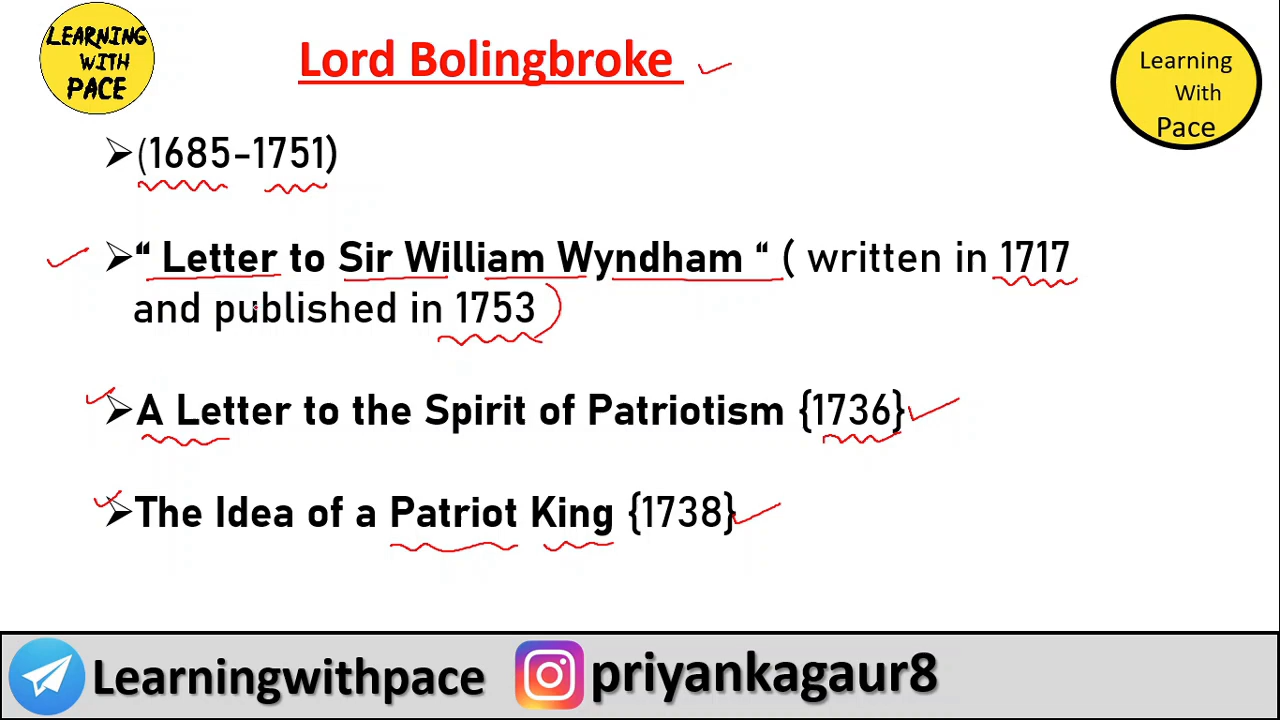 LEARNING
WITH
PACE
Lord Bolingbroke
Learning
With
Pace
(1685-1751)
“ Letter to Sir William Wyndham “ ( written in 1717
and published in 1753
A Letter to the Spirit of Patriotism {1736}
The Idea of a Patriot King {1738}
Learningwithpace
priyankagaur8